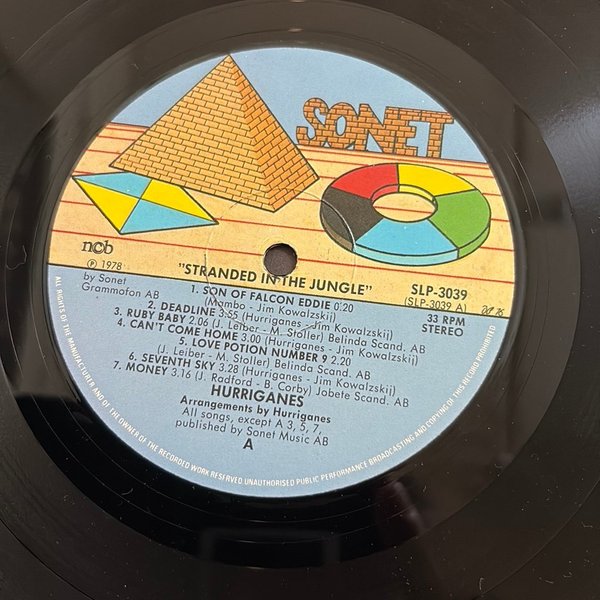 SONET
ncb
℗ 1978
by Sonet
Grammofon AB
"STRANDED IN THE JUNGLE"
SLP-3039
(SLP-3039 A)
33 RPM
STEREO
1. SON OF FALCON EDDIE 0.20
(Mambo - Jim Kowalzskij)
2. DEADLINE 3.55 (Hurriganes - Jim Kowalzskij)
3. RUBY BABY 2.06 (J. Leiber - M. Stoller) Belinda Scand. AB
4. CAN'T COME HOME 3.00 (Hurriganes - Jim Kowalzskij)
5. LOVE POTION NUMBER 9 2.20
(J. Leiber - M. Stoller) Belinda Scand. AB
6. SEVENTH SKY 3.28 (Hurriganes - Jim Kowalzskij)
7. MONEY 3.16 (J. Radford - B. Corby) Jobete Scand. AB
HURRIGANES
Arrangements by Hurriganes
All songs, except A 3, 5, 7,
published by Sonet Music AB
A
ALL RIGHTS OF THE MANUFACTURER AND OF THE OWNER OF THE RECORDED WORK RESERVED UNAUTHORISED PUBLIC PERFORMANCE BROADCASTING AND COPYING OF THIS RECORD PROHIBITED